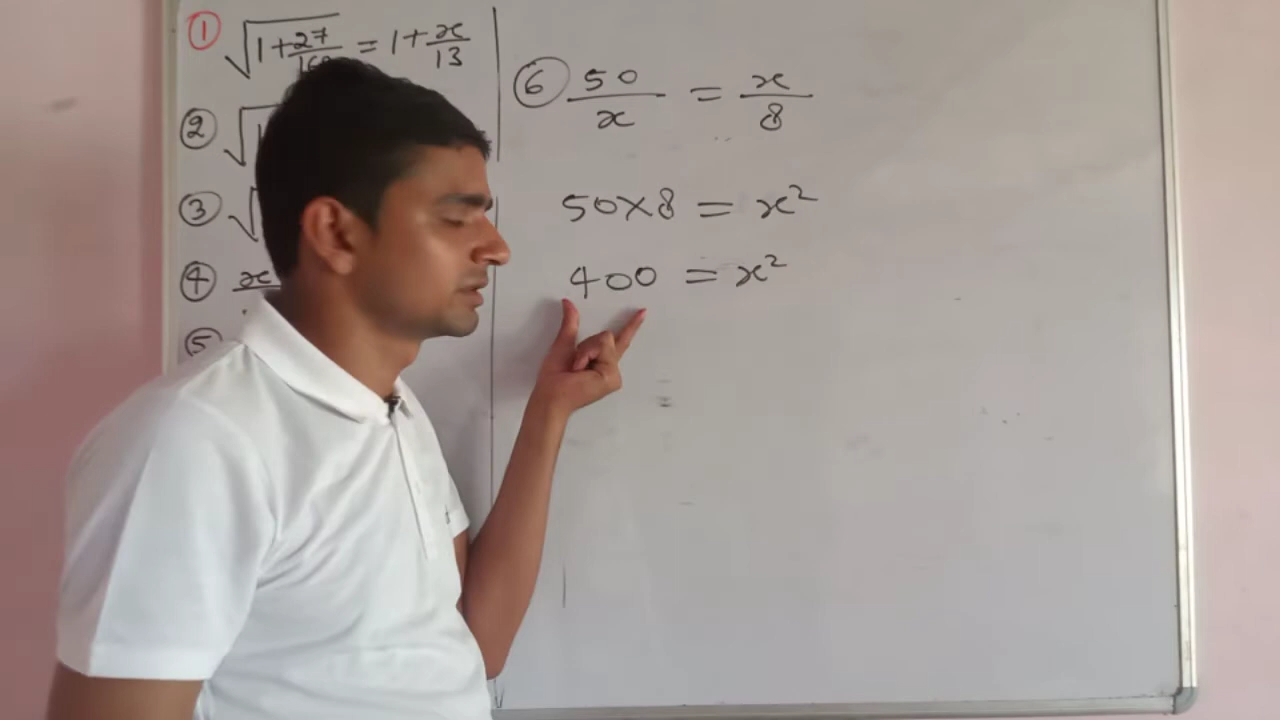 ① √1+27/169 = 1+x/13
②
③ √
④ x
⑤
⑥ 50/x = x/8
50×8 = x²
400 = x²